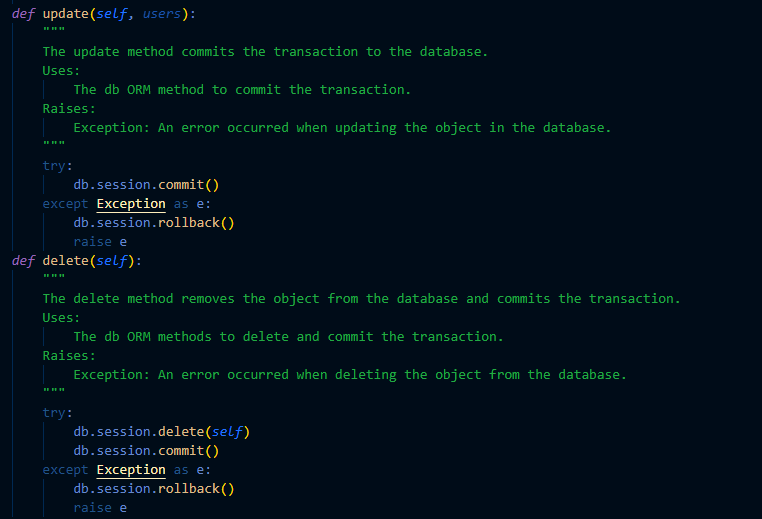 def update(self, users):
    """
    The update method commits the transaction to the database.
    Uses:
        The db ORM method to commit the transaction.
    Raises:
        Exception: An error occurred when updating the object in the database.
    """
    try:
        db.session.commit()
    except Exception as e:
        db.session.rollback()
        raise e
def delete(self):
    """
    The delete method removes the object from the database and commits the transaction.
    Uses:
        The db ORM methods to delete and commit the transaction.
    Raises:
        Exception: An error occurred when deleting the object from the database.
    """
    try:
        db.session.delete(self)
        db.session.commit()
    except Exception as e:
        db.session.rollback()
        raise e